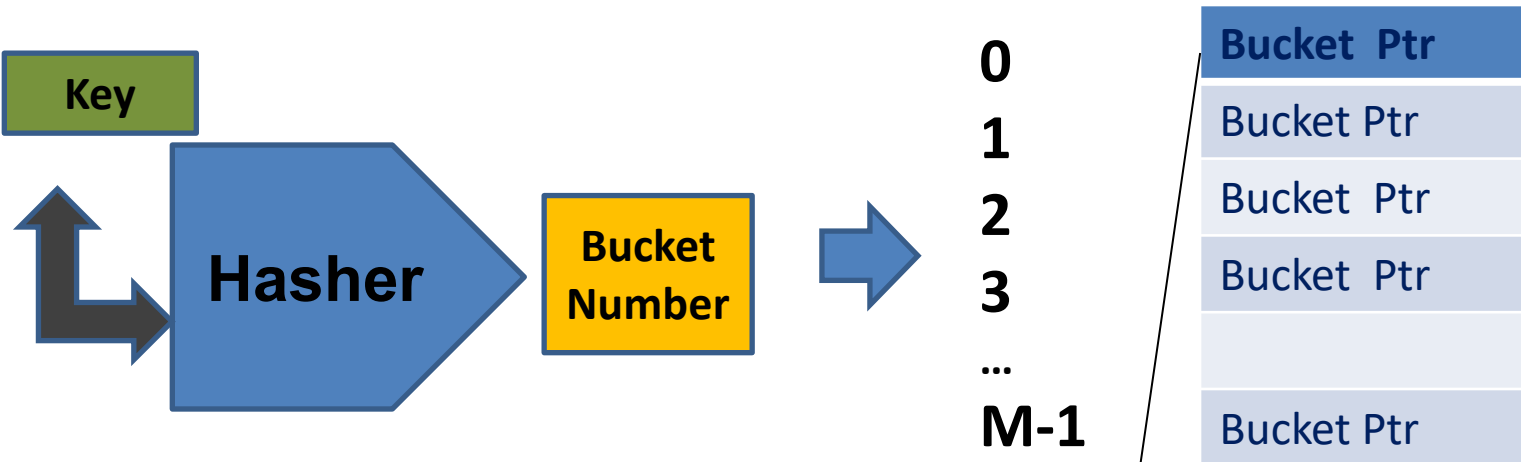 Key
Hasher
Bucket
Number
0
1
2
3
...
M-1
Bucket Ptr
Bucket Ptr
Bucket Ptr
Bucket Ptr
Bucket Ptr